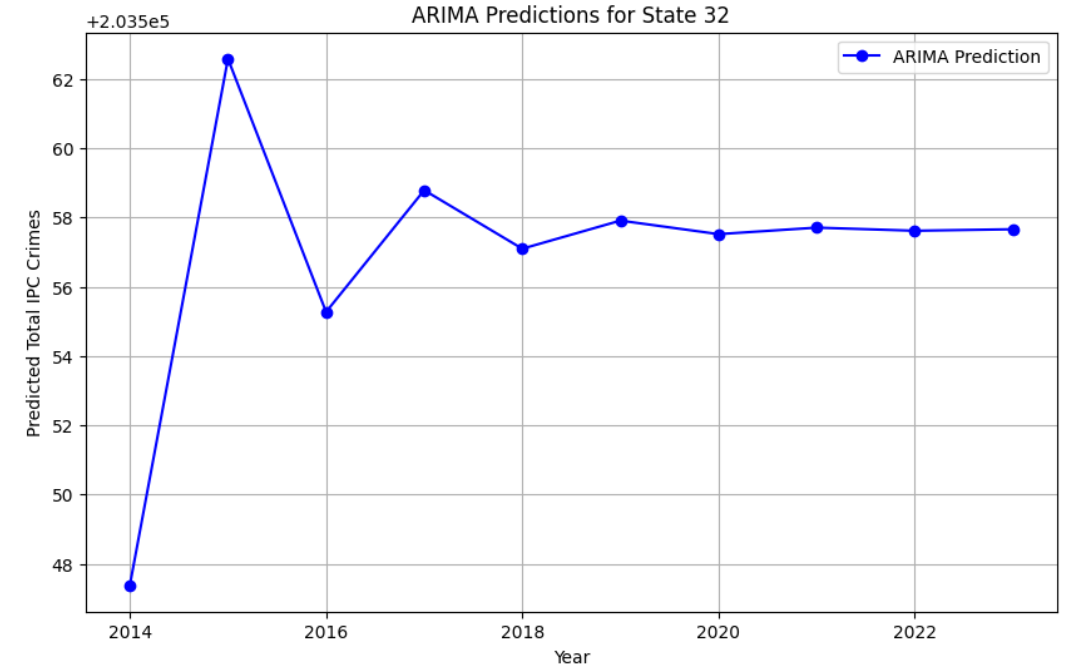 ARIMA Predictions for State 32
+2.035e5
ARIMA Prediction
62
60
58
56
54
52
50
48
Predicted Total IPC Crimes
2014 2016 2018 2020 2022
Year